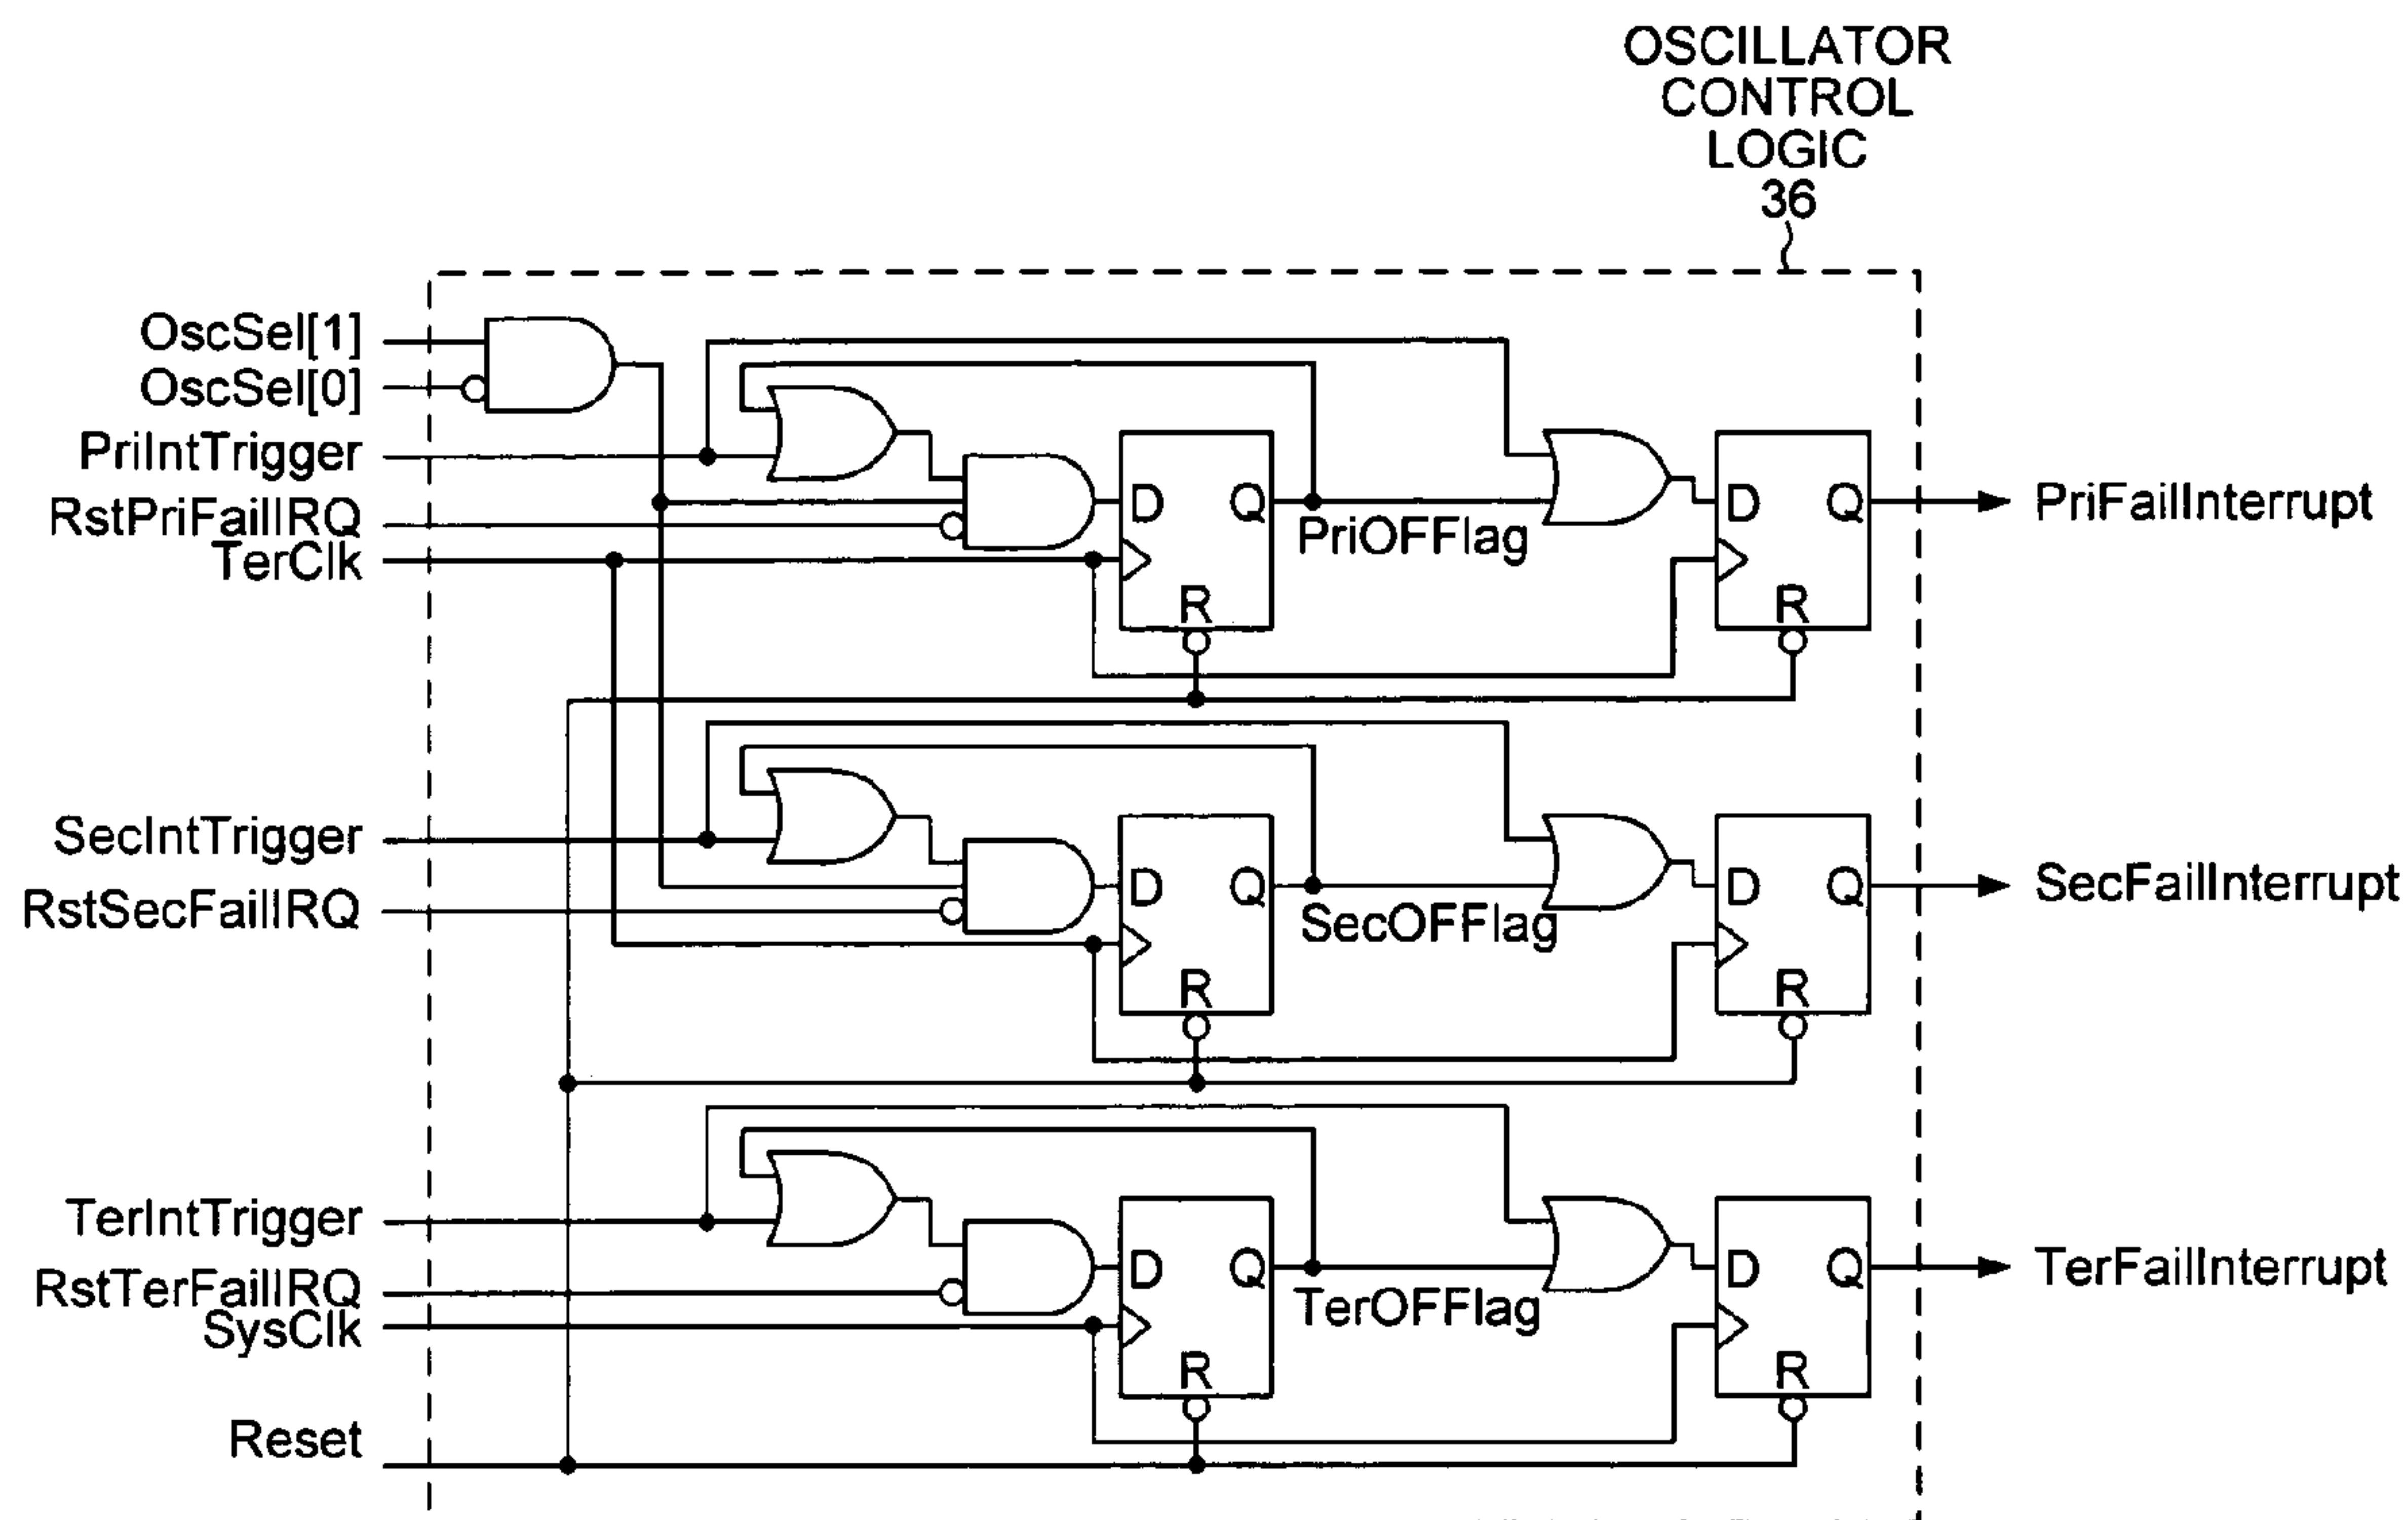 OSCILLATOR
CONTROL
LOGIC
36
OscSel[1]
OscSel[0]
PriIntTrigger
RstPriFailIRQ
TerClk
D
Q
R
PriOFFlag
D
Q
R
PriFailInterrupt
SecIntTrigger
RstSecFailIRQ
D
Q
R
SecOFFlag
D
Q
R
SecFailInterrupt
TerIntTrigger
RstTerFailIRQ
SysClk
D
Q
R
TerOFFlag
D
Q
R
TerFailInterrupt
Reset